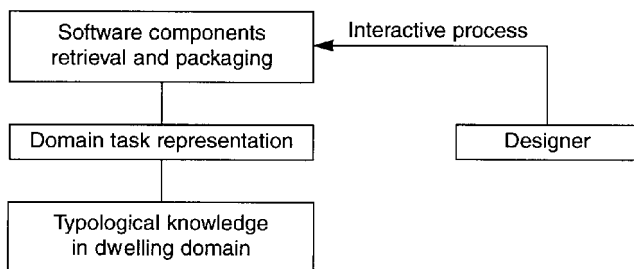 Software components
retrieval and packaging
Interactive process
Domain task representation
Designer
Typological knowledge
in dwelling domain